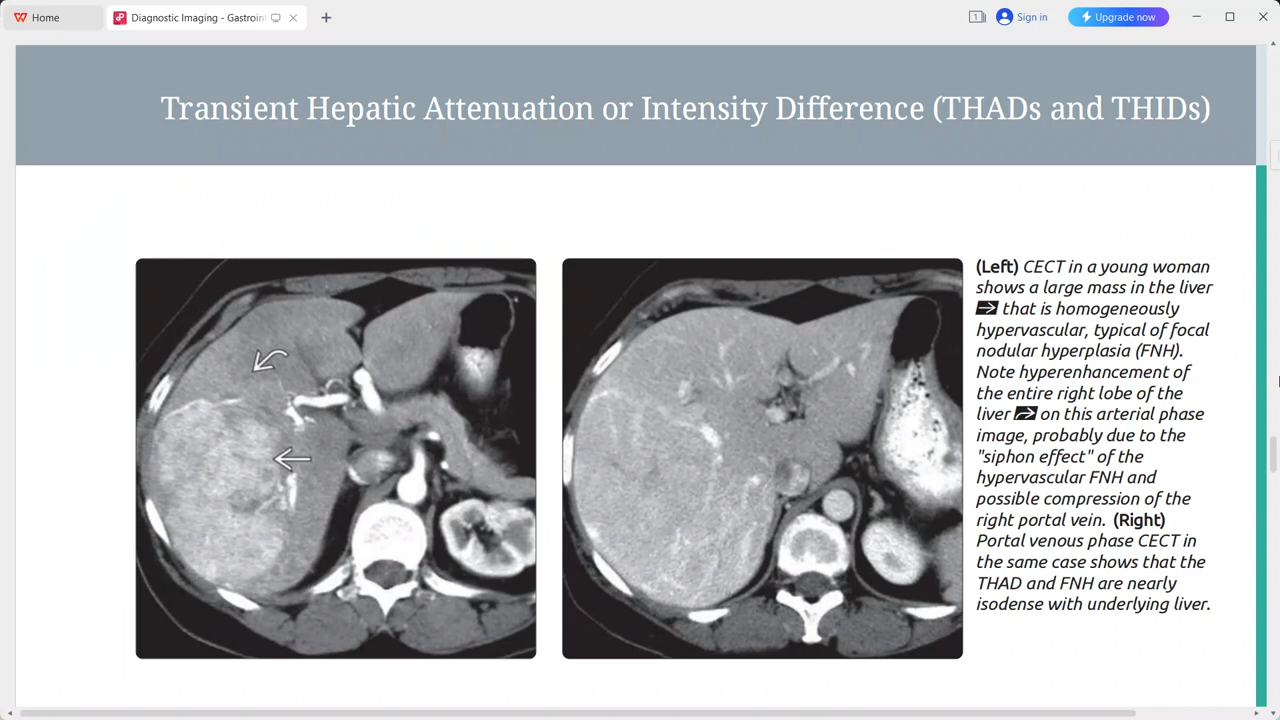 Home
Diagnostic Imaging - Gastroint
1
Sign in
Upgrade now
Transient Hepatic Attenuation or Intensity Difference (THADs and THIDs)
(Left) CECT in a young woman
shows a large mass in the liver
that is homogeneously
hypervascular, typical of focal
nodular hyperplasia (FNH).
Note hyperenhancement of
the entire right lobe of the
liver on this arterial phase
image, probably due to the
"siphon effect" of the
hypervascular FNH and
possible compression of the
right portal vein. (Right)
Portal venous phase CECT in
the same case shows that the
THAD and FNH are nearly
isodense with underlying liver.